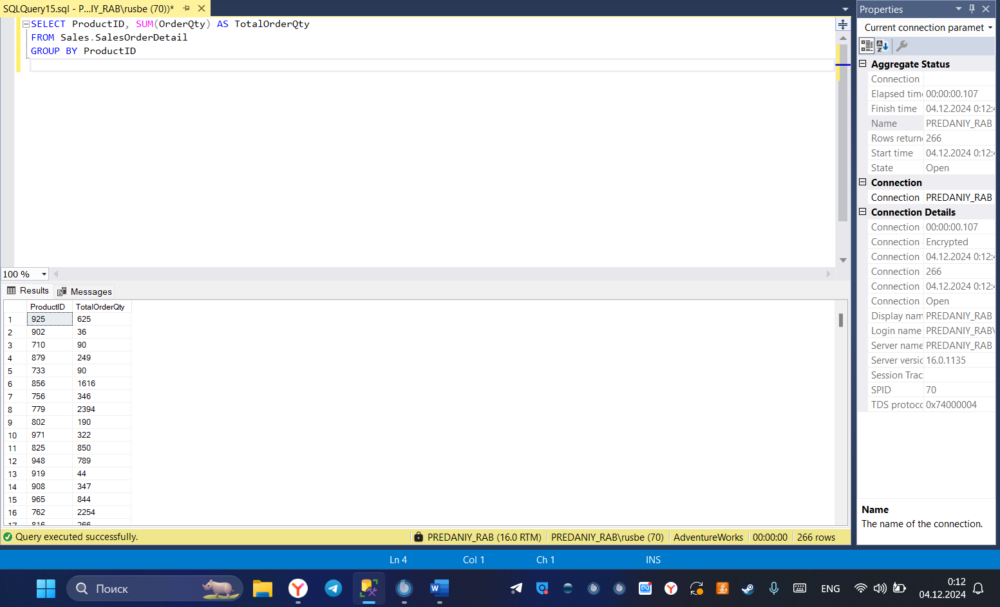 SQLQuery15.sql - P...IY_RAB\rusbe (70))*
SELECT ProductID, SUM(OrderQty) AS TotalOrderQty
FROM Sales.SalesOrderDetail
GROUP BY ProductID
100 %
Results Messages
ProductID TotalOrderQty
1 925 625
2 902 36
3 710 90
4 879 249
5 733 90
6 856 1616
7 756 346
8 779 2394
9 802 190
10 971 322
11 825 850
12 948 789
13 919 44
14 908 347
15 965 844
16 762 2254
17 816 266
Query executed successfully. PREDANIY_RAB (16.0 RTM) PREDANIY_RAB\rusbe (70) AdventureWorks 00:00:00 266 rows
Properties
Current connection paramet
Aggregate Status
Connection
Elapsed time 00:00:00.107
Finish time 04.12.2024 0:12:4
Name PREDANIY_RAB
Rows returne 266
Start time 04.12.2024 0:12:4
State Open
Connection
Connection PREDANIY_RAB
Connection Details
Connection 00:00:00.107
Connection Encrypted
Connection 04.12.2024 0:12:4
Connection 266
Connection 04.12.2024 0:12:4
Connection Open
Display nam PREDANIY_RAB
Login name PREDANIY_RAB\
Server name PREDANIY_RAB
Server versic 16.0.1135
Session Trac
SPID 70
TDS protocc 0x74000004
Name
The name of the connection.
Ln 4 Col 1 Ch 1 INS
Поиск
ENG
0:12
04.12.2024